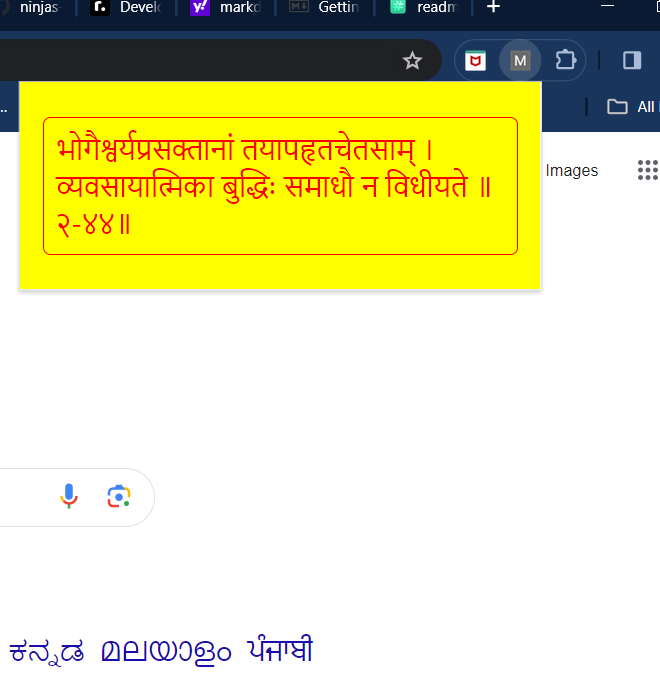 ninjas
Develo
markd
Gettin
readm
M
All
भोगैश्वर्यप्रसक्तानां तयापहृतचेतसाम् ।
व्यवसायात्मिका बुद्धिः समाधौ न विधीयते ॥
२-४४॥
Images
ಕನ್ನಡ മലയാളം ਪੰਜਾਬੀ